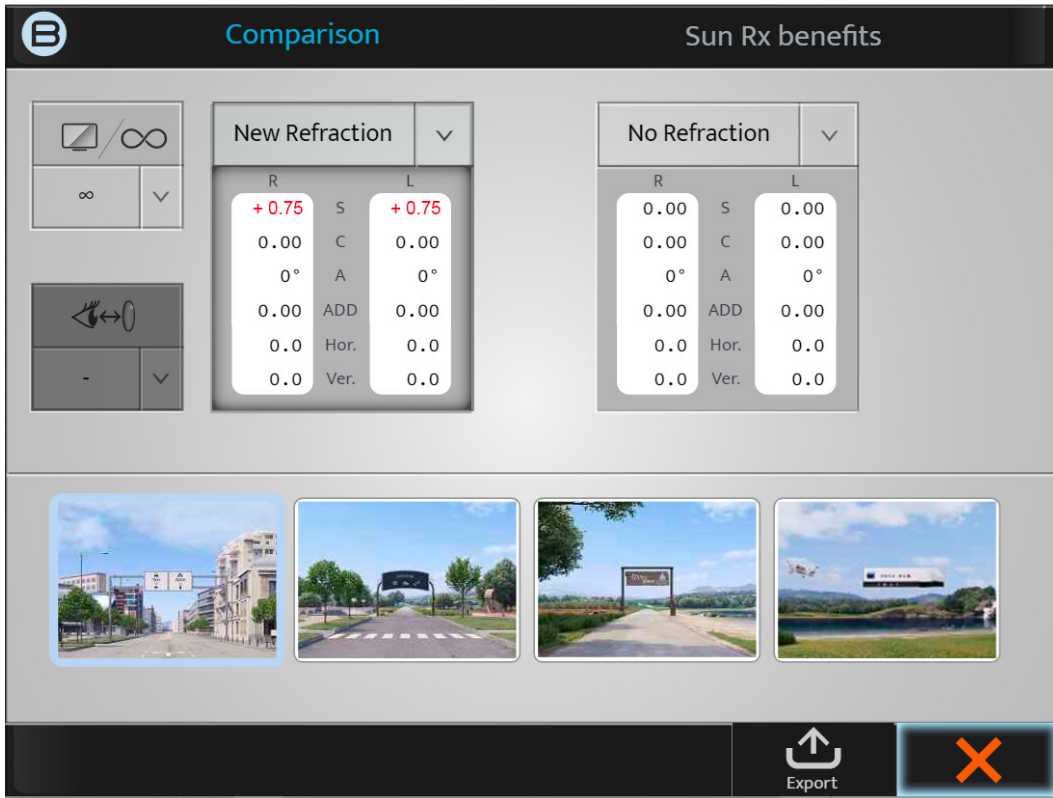 B
Comparison Sun Rx benefits
/∞
New Refraction No Refraction
∞
R L R L
+ 0.75 S + 0.75 0.00 S 0.00
0.00 C 0.00 0.00 C 0.00
0° A 0° 0° A 0°
0.00 ADD 0.00 0.00 ADD 0.00
0.0 Hor. 0.0 0.0 Hor. 0.0
- 0.0 Ver. 0.0 0.0 Ver. 0.0
Export